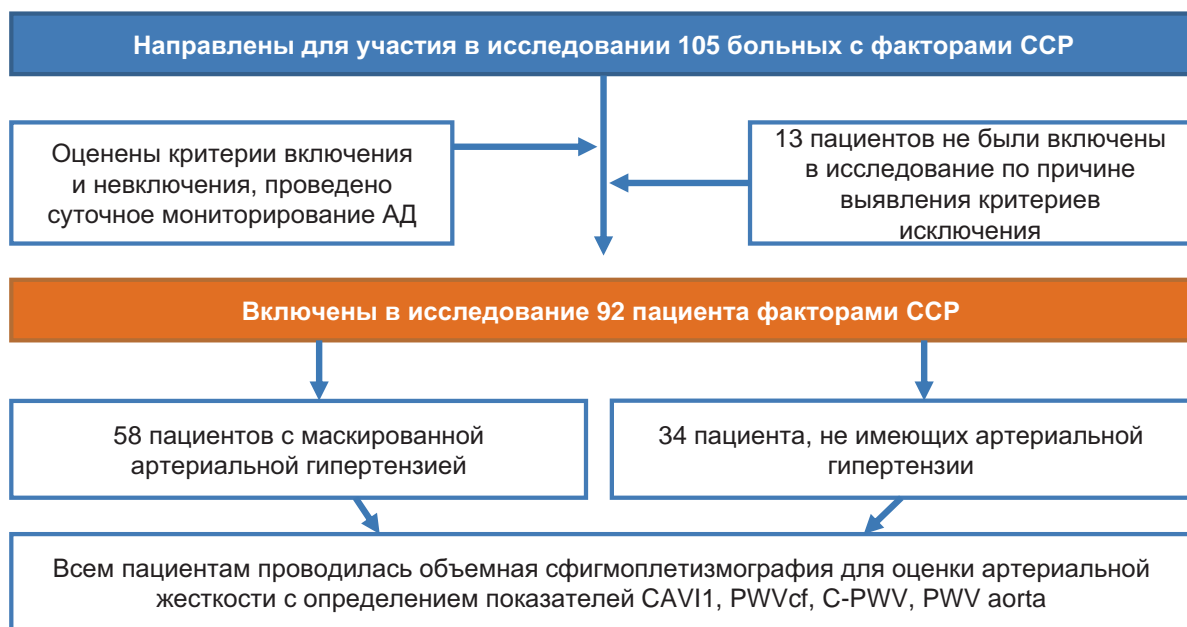 Направлены для участия в исследовании 105 больных с факторами ССР
Оценены критерии включения
и невключения, проведено
суточное мониторирование АД
13 пациентов не были включены
в исследование по причине
выявления критериев
исключения
Включены в исследование 92 пациента факторами ССР
58 пациентов с маскированной
артериальной гипертензией
34 пациента, не имеющих артериальной
гипертензии
Всем пациентам проводилась объемная сфигмоплетизмография для оценки артериальной
жесткости с определением показателей CAVI1, PWVcf, C-PWV, PWV aorta